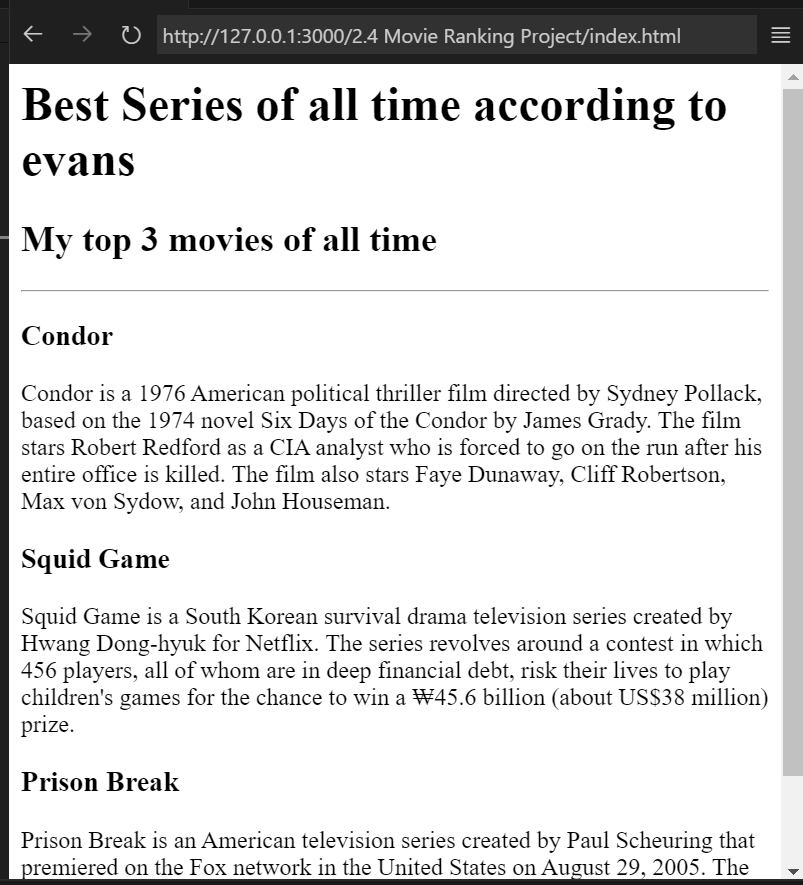 http://127.0.0.1:3000/2.4 Movie Ranking Project/index.html
Best Series of all time according to
evans
My top 3 movies of all time
Condor
Condor is a 1976 American political thriller film directed by Sydney Pollack,
based on the 1974 novel Six Days of the Condor by James Grady. The film
stars Robert Redford as a CIA analyst who is forced to go on the run after his
entire office is killed. The film also stars Faye Dunaway, Cliff Robertson,
Max von Sydow, and John Houseman.
Squid Game
Squid Game is a South Korean survival drama television series created by
Hwang Dong-hyuk for Netflix. The series revolves around a contest in which
456 players, all of whom are in deep financial debt, risk their lives to play
children's games for the chance to win a ₩45.6 billion (about US$38 million)
prize.
Prison Break
Prison Break is an American television series created by Paul Scheuring that
premiered on the Fox network in the United States on August 29, 2005. The